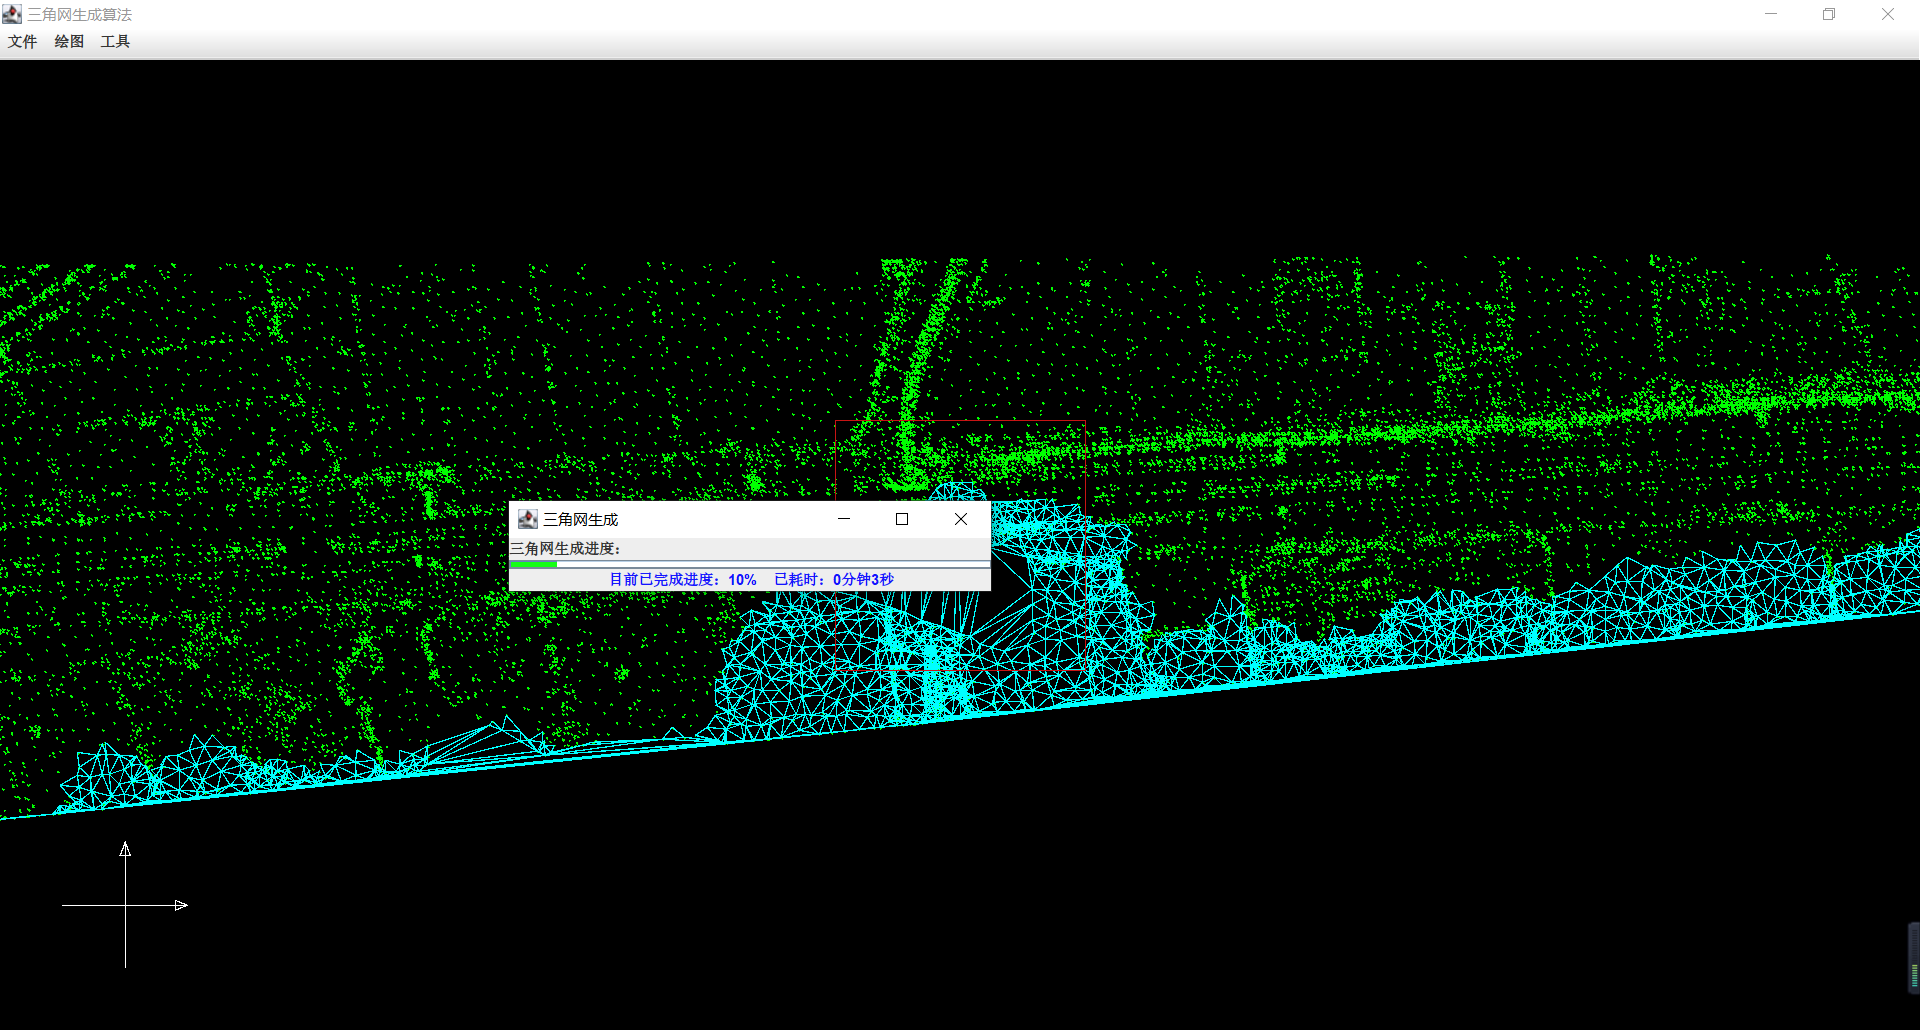 三角网生成算法
文件 绘图 工具
三角网生成
三角网生成进度：
目前已完成进度：10% 已耗时：0分钟3秒